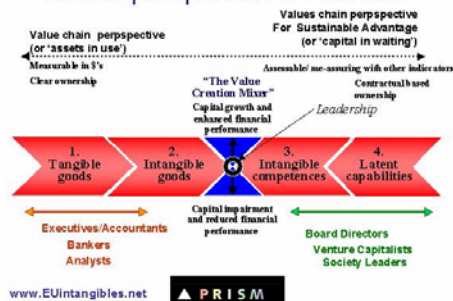 Value chain perpspective
(or 'assets in use')
Measurable in $'s
Clear ownership
Values chain perpspective
For Sustainable Advantage
(or 'capital in waiting')
Assessable/ me-assuring with other indicators
Contractual based
ownership
"The Value
Creation Mixer"
Capital growth and
enhanced financial
performance
Leadership
1.
Tangible
goods
2.
Intangible
goods
3.
Intangible
competences
4.
Latent
capabilities
Capital impairment
and reduced financial
performance
Executives/Accountants
Bankers
Analysts
Board Directors
Venture Capitalists
Society Leaders
www.EUintangibles.net
PRISM